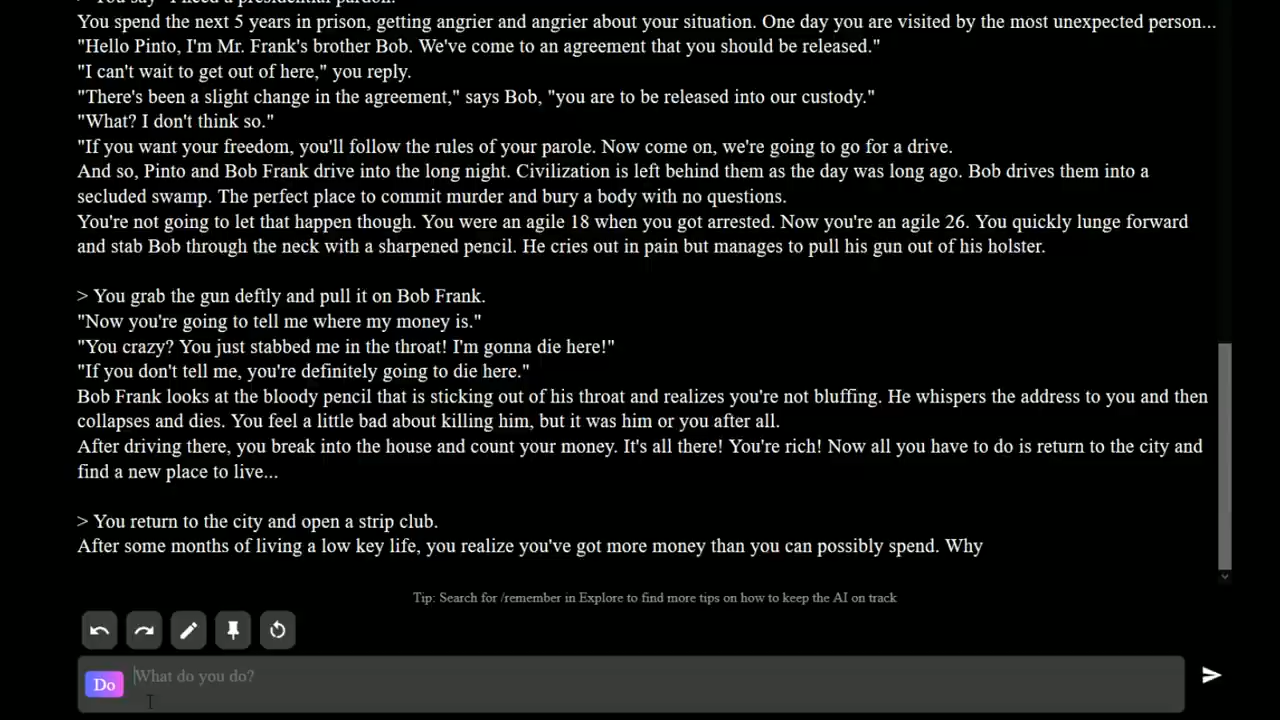 > You say "I need a presidential pardon."
You spend the next 5 years in prison, getting angrier and angrier about your situation. One day you are visited by the most unexpected person...
"Hello Pinto, I'm Mr. Frank's brother Bob. We've come to an agreement that you should be released."
"I can't wait to get out of here," you reply.
"There's been a slight change in the agreement," says Bob, "you are to be released into our custody."
"What? I don't think so."
"If you want your freedom, you'll follow the rules of your parole. Now come on, we're going to go for a drive.
And so, Pinto and Bob Frank drive into the long night. Civilization is left behind them as the day was long ago. Bob drives them into a
secluded swamp. The perfect place to commit murder and bury a body with no questions.
You're not going to let that happen though. You were an agile 18 when you got arrested. Now you're an agile 26. You quickly lunge forward
and stab Bob through the neck with a sharpened pencil. He cries out in pain but manages to pull his gun out of his holster.
> You grab the gun deftly and pull it on Bob Frank.
"Now you're going to tell me where my money is."
"You crazy? You just stabbed me in the throat! I'm gonna die here!"
"If you don't tell me, you're definitely going to die here."
Bob Frank looks at the bloody pencil that is sticking out of his throat and realizes you're not bluffing. He whispers the address to you and then
collapses and dies. You feel a little bad about killing him, but it was him or you after all.
After driving there, you break into the house and count your money. It's all there! You're rich! Now all you have to do is return to the city and
find a new place to live...
> You return to the city and open a strip club.
After some months of living a low key life, you realize you've got more money than you can possibly spend. Why
Tip: Search for /remember in Explore to find more tips on how to keep the AI on track
Do What do you do?